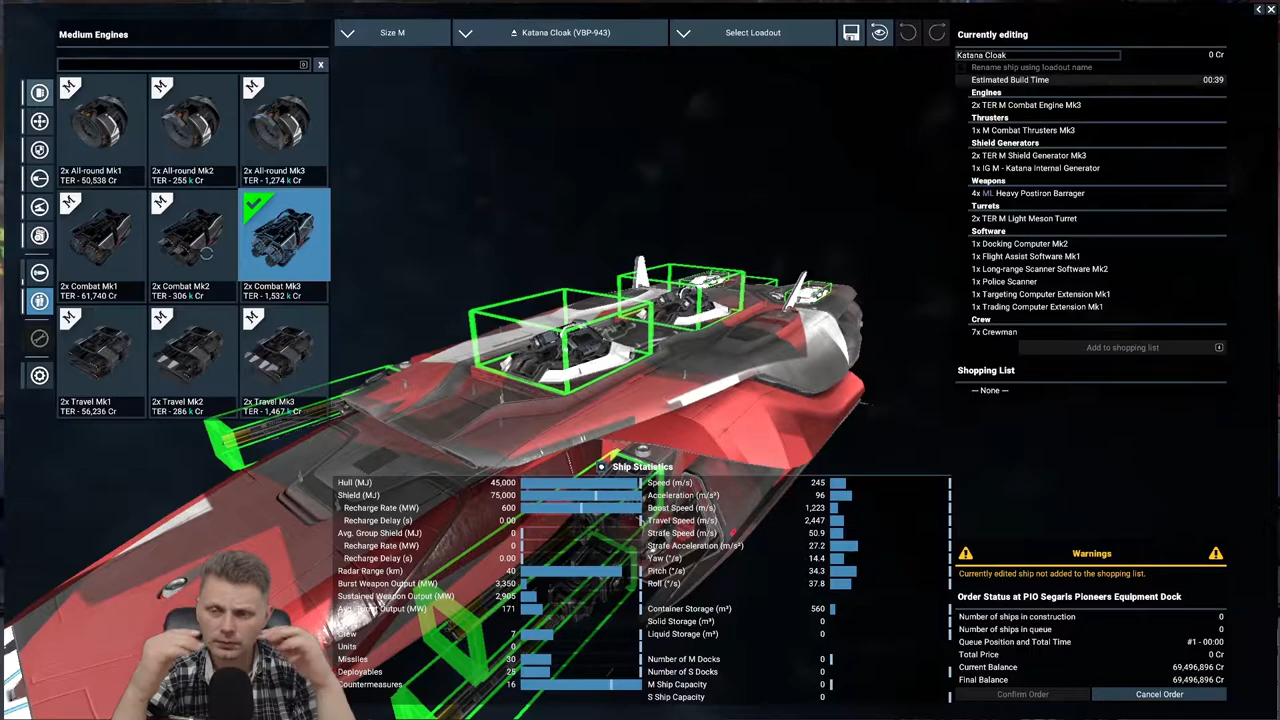 Medium Engines
Size M
Katana Cloak (VBP-943)
Select Loadout
x
M
M
M
2x All-round Mk1
TER - 50,538 Cr
2x All-round Mk2
TER - 255 k Cr
2x All-round Mk3
TER - 1,274 k Cr
M
M
2x Combat Mk1
TER - 61,740 Cr
2x Combat Mk2
TER - 306 k Cr
2x Combat Mk3
TER - 1,532 k Cr
M
M
M
2x Travel Mk1
TER - 56,236 Cr
2x Travel Mk2
TER - 286 k Cr
2x Travel Mk3
TER - 1,467 k Cr
Ship Statistics
Hull (MJ) 45,000
Shield (MJ) 75,000
Recharge Rate (MW) 600
Recharge Delay (s) 0.00
Avg. Group Shield (MJ) 0
Recharge Rate (MW) 0
Recharge Delay (s) 0.00
Radar Range (km) 40
Burst Weapon Output (MW) 3,350
Sustained Weapon Output (MW) 2,905
Avg. Turret Output (MW) 171
Crew 7
Units 0
Missiles 30
Deployables 25
Countermeasures 16
Speed (m/s) 245
Acceleration (m/s²) 96
Boost Speed (m/s) 1,223
Travel Speed (m/s) 2,447
Strafe Speed (m/s) 50.9
Strafe Acceleration (m/s²) 27.2
Yaw (°/s) 14.4
Pitch (°/s) 34.3
Roll (°/s) 37.8
Container Storage (m³) 560
Solid Storage (m³) 0
Liquid Storage (m³) 0
Number of M Docks 0
Number of S Docks 0
M Ship Capacity 0
S Ship Capacity 0
Currently editing
Katana Cloak 0 Cr
Rename ship using loadout name
Estimated Build Time 00:39
Engines
2x TER M Combat Engine Mk3
Thrusters
1x M Combat Thrusters Mk3
Shield Generators
2x TER M Shield Generator Mk3
1x IG M - Katana Internal Generator
Weapons
4x ML Heavy Postiron Barrager
Turrets
2x TER M Light Meson Turret
Software
1x Docking Computer Mk2
1x Flight Assist Software Mk1
1x Long-range Scanner Software Mk2
1x Police Scanner
1x Targeting Computer Extension Mk1
1x Trading Computer Extension Mk1
Crew
7x Crewman
Add to shopping list
Shopping List
— None —
Warnings
Currently edited ship not added to the shopping list.
Order Status at PIO Segaris Pioneers Equipment Dock
Number of ships in construction 0
Number of ships in queue 0
Queue Position and Total Time #1 - 00:00
Total Price 0 Cr
Current Balance 69,496,896 Cr
Final Balance 69,496,896 Cr
Confirm Order
Cancel Order